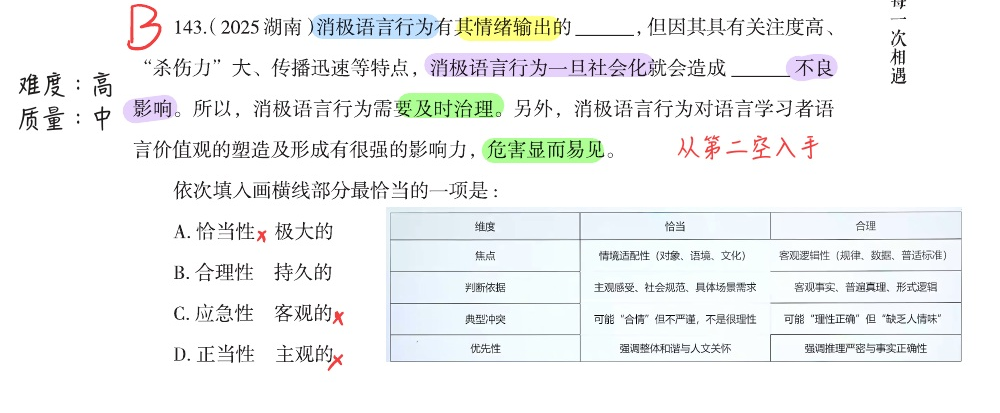 B 143.(2025湖南)消极语言行为有其情绪输出的______,但因其具有关注度高、
“杀伤力”大、传播迅速等特点,消极语言行为一旦社会化就会造成______不良
影响。所以,消极语言行为需要及时治理。另外,消极语言行为对语言学习者语
言价值观的塑造及形成有很强的影响力,危害显而易见。
难度:高
质量:中
从第二空入手
依次填入画横线部分最恰当的一项是:
A.恰当性× 极大的
B.合理性 持久的
C.应急性 客观的×
D.正当性 主观的×
维度 恰当 合理
焦点 情境适配性(对象、语境、文化) 客观逻辑性(规律、数据、普适标准)
判断依据 主观感受、社会规范、具体场景需求 客观事实、普遍真理、形式逻辑
典型冲突 可能“合情”但不严谨,不是很理性 可能“理性正确”但“缺乏人情味”
优先性 强调整体和谐与人文关怀 强调推理严密与事实正确性
每一次相遇